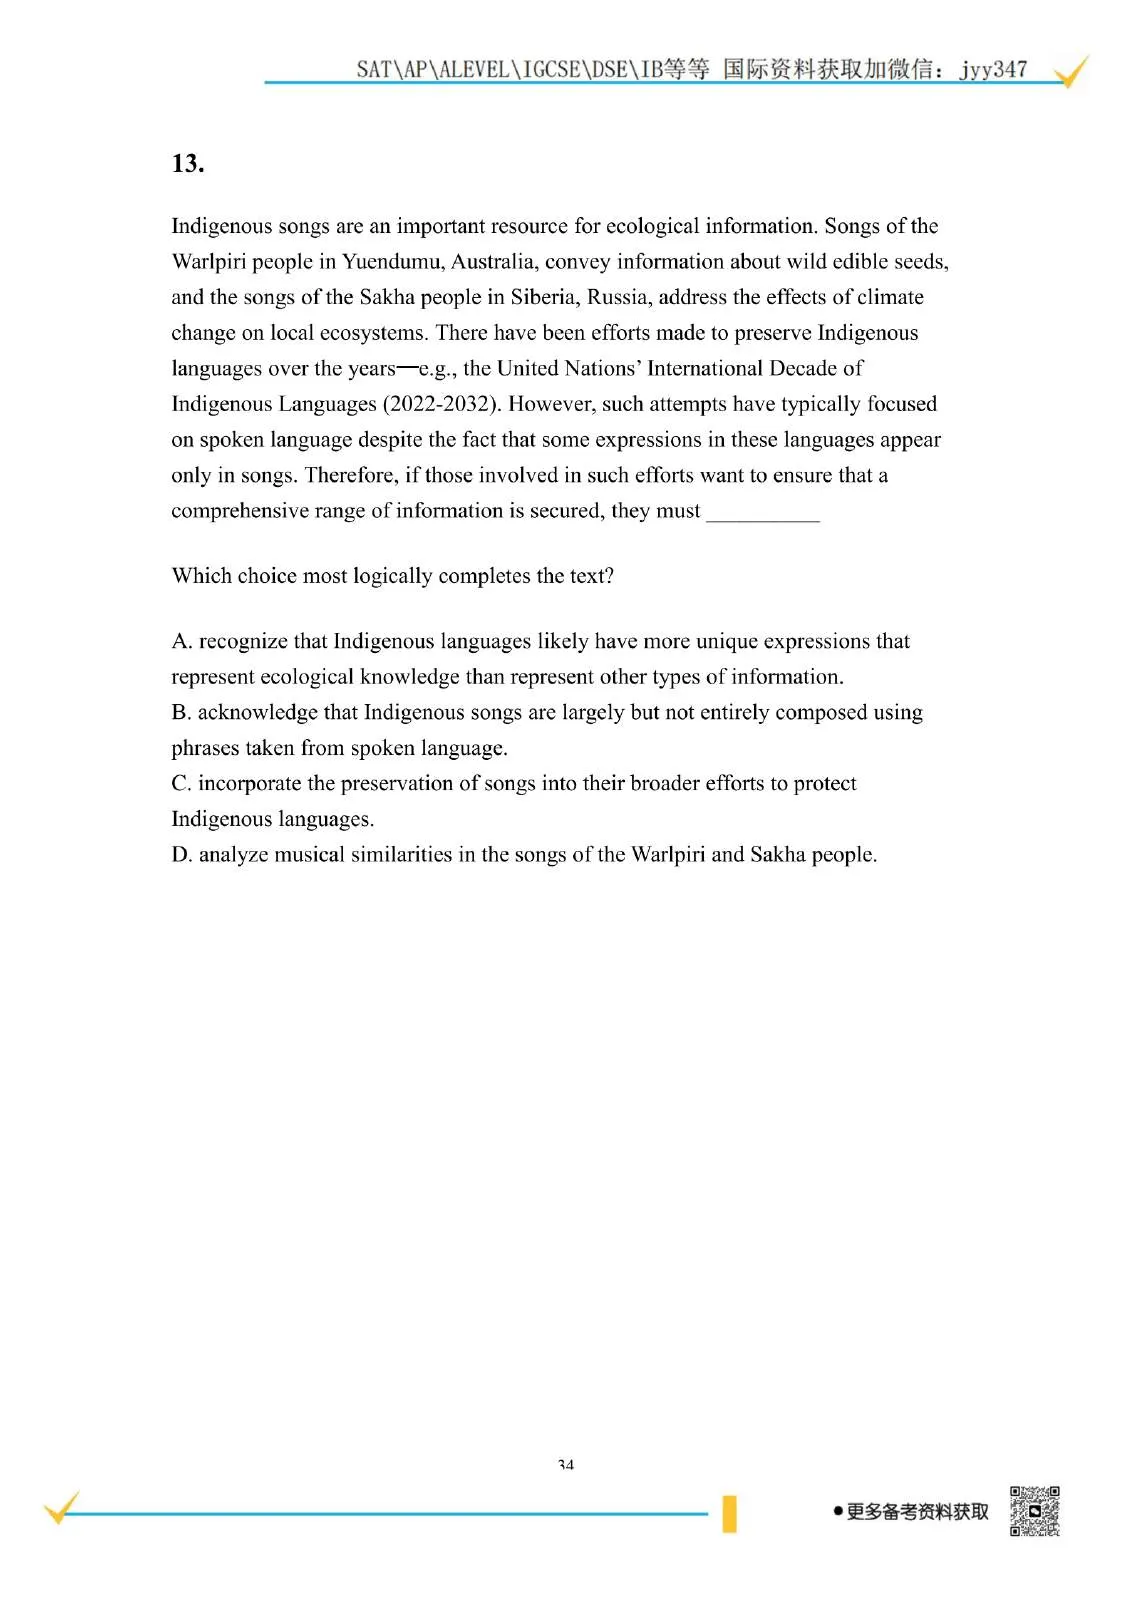 SAT\AP\ALEVEL\IGCSE\DSE\IB等等 国际资料获取加微信：jyy347
13.
Indigenous songs are an important resource for ecological information. Songs of the
Warlpiri people in Yuendumu, Australia, convey information about wild edible seeds,
and the songs of the Sakha people in Siberia, Russia, address the effects of climate
change on local ecosystems. There have been efforts made to preserve Indigenous
languages over the years—e.g., the United Nations’ International Decade of
Indigenous Languages (2022-2032). However, such attempts have typically focused
on spoken language despite the fact that some expressions in these languages appear
only in songs. Therefore, if those involved in such efforts want to ensure that a
comprehensive range of information is secured, they must __________
Which choice most logically completes the text?
A. recognize that Indigenous languages likely have more unique expressions that
represent ecological knowledge than represent other types of information.
B. acknowledge that Indigenous songs are largely but not entirely composed using
phrases taken from spoken language.
C. incorporate the preservation of songs into their broader efforts to protect
Indigenous languages.
D. analyze musical similarities in the songs of the Warlpiri and Sakha people.
34
●更多备考资料获取